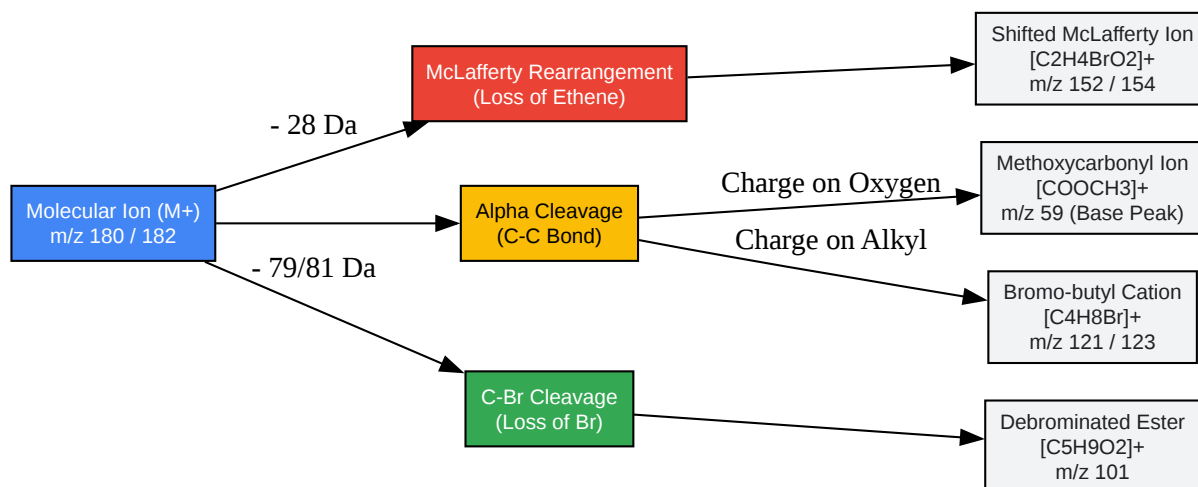 Molecular Ion (M+)
m/z 180 / 182
- 28 Da
- 79/81 Da
McLafferty Rearrangement
(Loss of Ethene)
Alpha Cleavage
(C-C Bond)
C-Br Cleavage
(Loss of Br)
Charge on Oxygen
Charge on Alkyl
Shifted McLafferty Ion
[C2H4BrO2]+
m/z 152 / 154
Methoxycarbonyl Ion
[COOCH3]+
m/z 59 (Base Peak)
Bromo-butyl Cation
[C4H8Br]+
m/z 121 / 123
Debrominated Ester
[C5H9O2]+
m/z 101